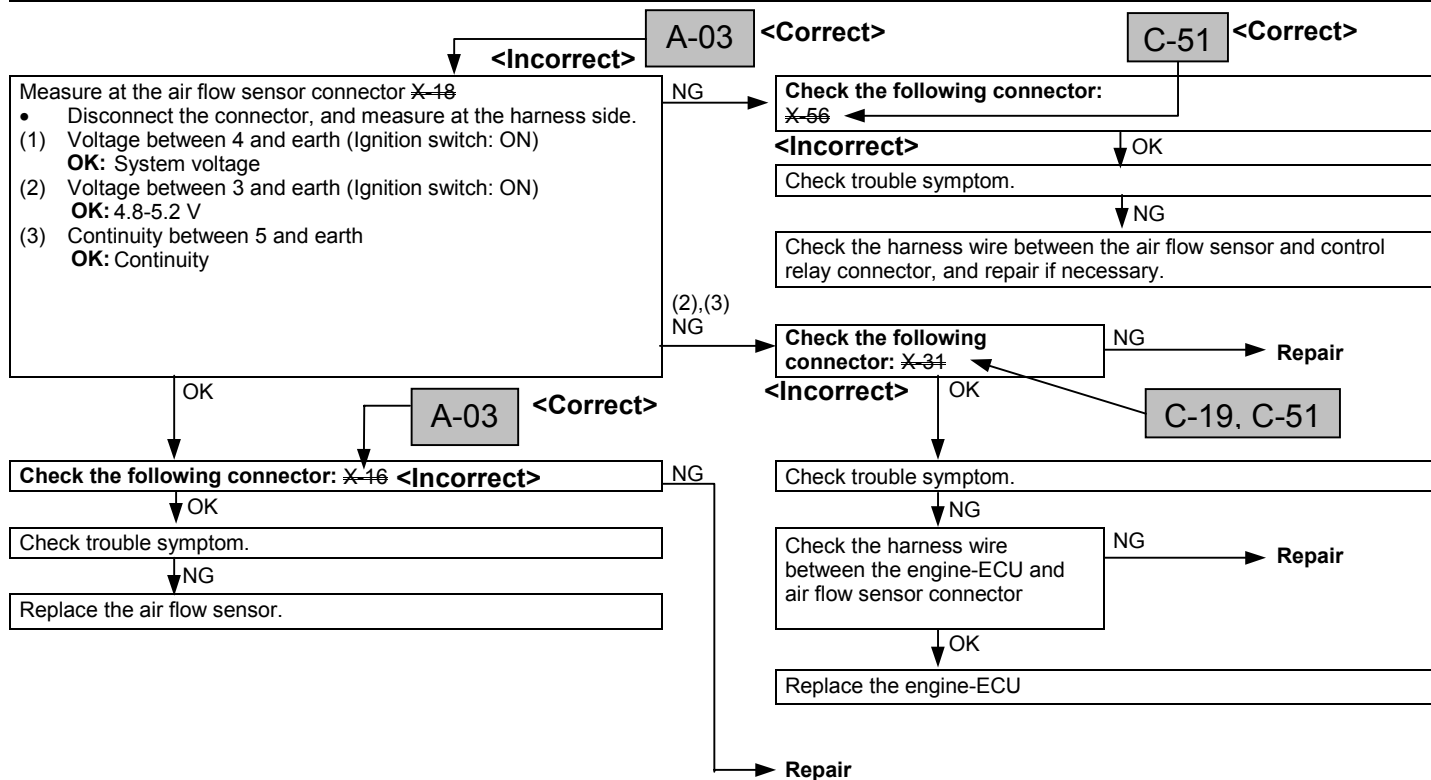 A-03 <Correct>
<Incorrect>
C-51 <Correct>
Measure at the air flow sensor connector X-18
• Disconnect the connector, and measure at the harness side.
(1) Voltage between 4 and earth (Ignition switch: ON)
OK: System voltage
(2) Voltage between 3 and earth (Ignition switch: ON)
OK: 4.8-5.2 V
(3) Continuity between 5 and earth
OK: Continuity
NG
Check the following connector:
X-56
<Incorrect>
OK
Check trouble symptom.
NG
Check the harness wire between the air flow sensor and control
relay connector, and repair if necessary.
(2),(3)
NG
Check the following
connector: X-31
NG
Repair
<Incorrect>
OK
C-19, C-51
OK
A-03 <Correct>
Check the following connector: X-16 <Incorrect>
NG
OK
Check trouble symptom.
NG
Replace the air flow sensor.
Check trouble symptom.
NG
Check the harness wire
between the engine-ECU and
air flow sensor connector
NG
Repair
OK
Replace the engine-ECU
Repair